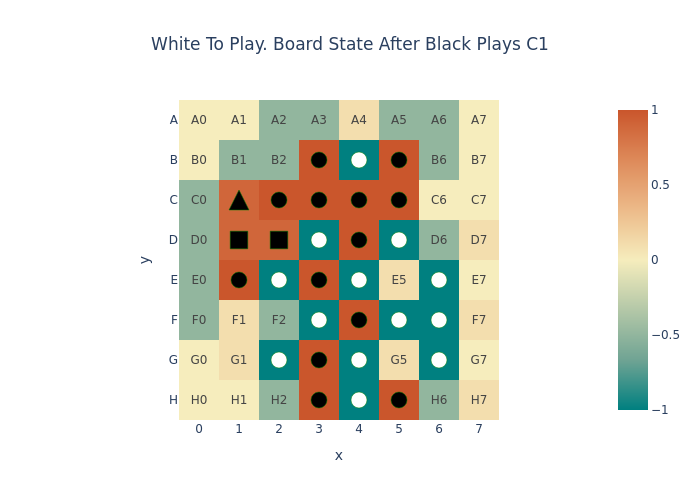 White To Play. Board State After Black Plays C1
A A0 A1 A2 A3 A4 A5 A6 A7
B B0 B1 B2 B6 B7
C C0 C6 C7
D D0 D6 D7
E E0 E5 E7
F F0 F1 F2 F7
G G0 G1 G5 G7
H H0 H1 H2 H6 H7
0 1 2 3 4 5 6 7
x
y
1
0.5
0
−0.5
−1